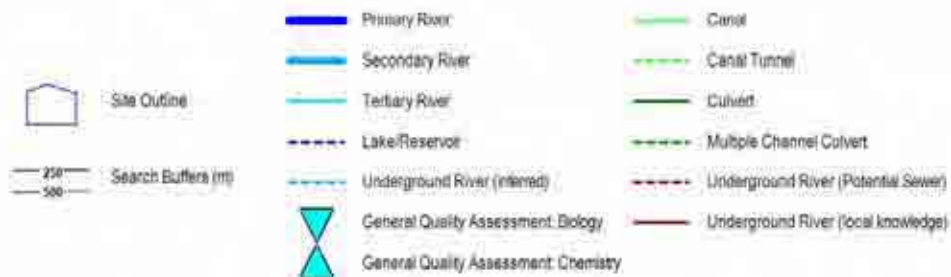 Site Outline
250
500
Search Buffers (m)
Primary River
Secondary River
Tertiary River
Lake/Reservoir
Underground River (inferred)
General Quality Assessment: Biology
General Quality Assessment: Chemistry
Canal
Canal Tunnel
Culvert
Multiple Channel Culvert
Underground River (Potential Sewer)
Underground River (local knowledge)